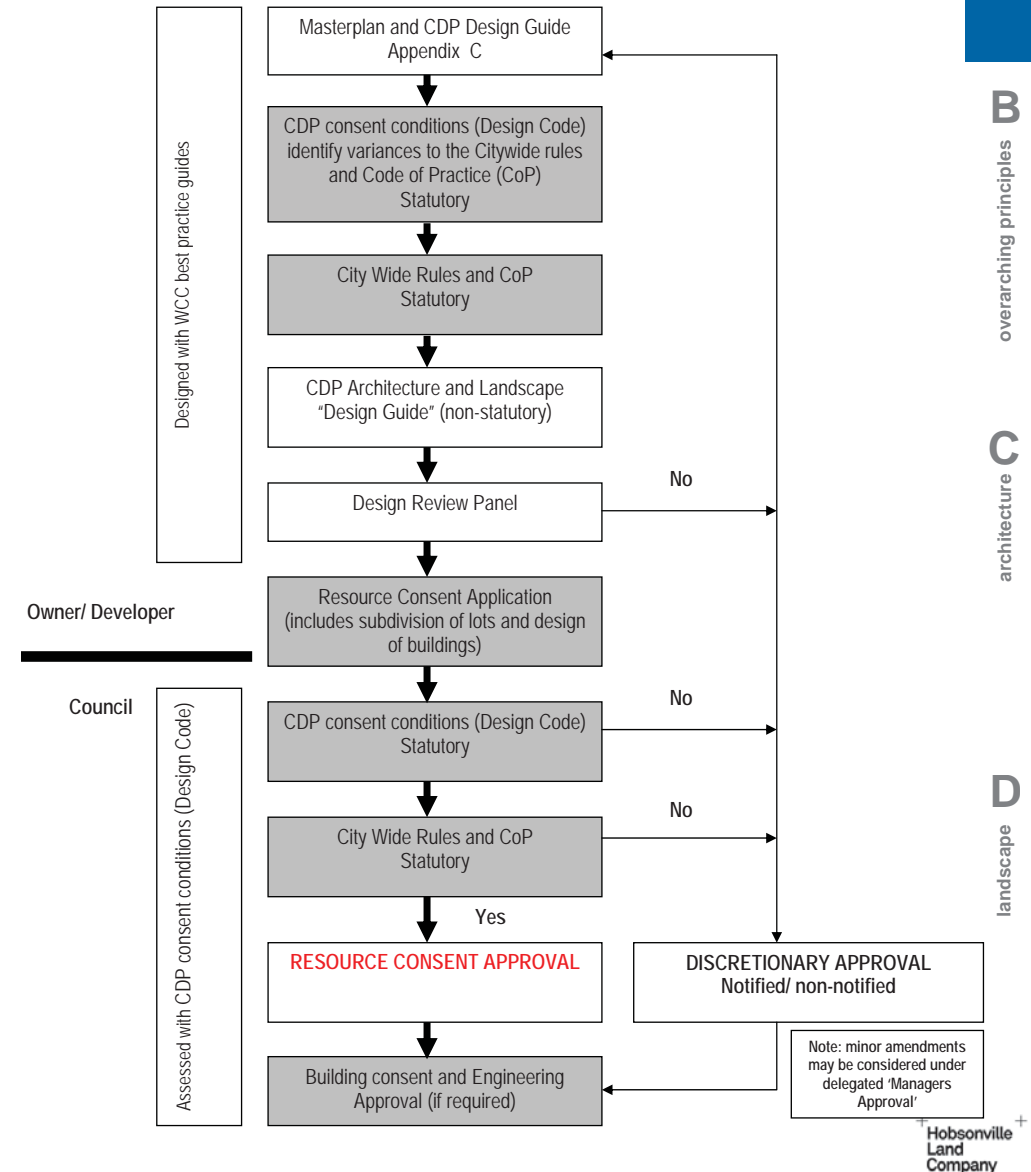 Masterplan and CDP Design Guide
Appendix C
CDP consent conditions (Design Code)
identify variances to the Citywide rules
and Code of Practice (CoP)
Statutory
City Wide Rules and CoP
Statutory
CDP Architecture and Landscape
"Design Guide" (non-statutory)
Design Review Panel
No
Designed with WCC best practice guides
Resource Consent Application
(includes subdivision of lots and design
of buildings)
Owner/ Developer
Council
Assessed with CDP consent conditions (Design Code)
CDP consent conditions (Design Code)
Statutory
No
City Wide Rules and CoP
Statutory
No
Yes
RESOURCE CONSENT APPROVAL
DISCRETIONARY APPROVAL
Notified/ non-notified
Note: minor amendments
may be considered under
delegated 'Managers
Approval'
Building consent and Engineering
Approval (if required)
B
overarching principles
C
architecture
D
landscape
Hobsonville
Land
Company